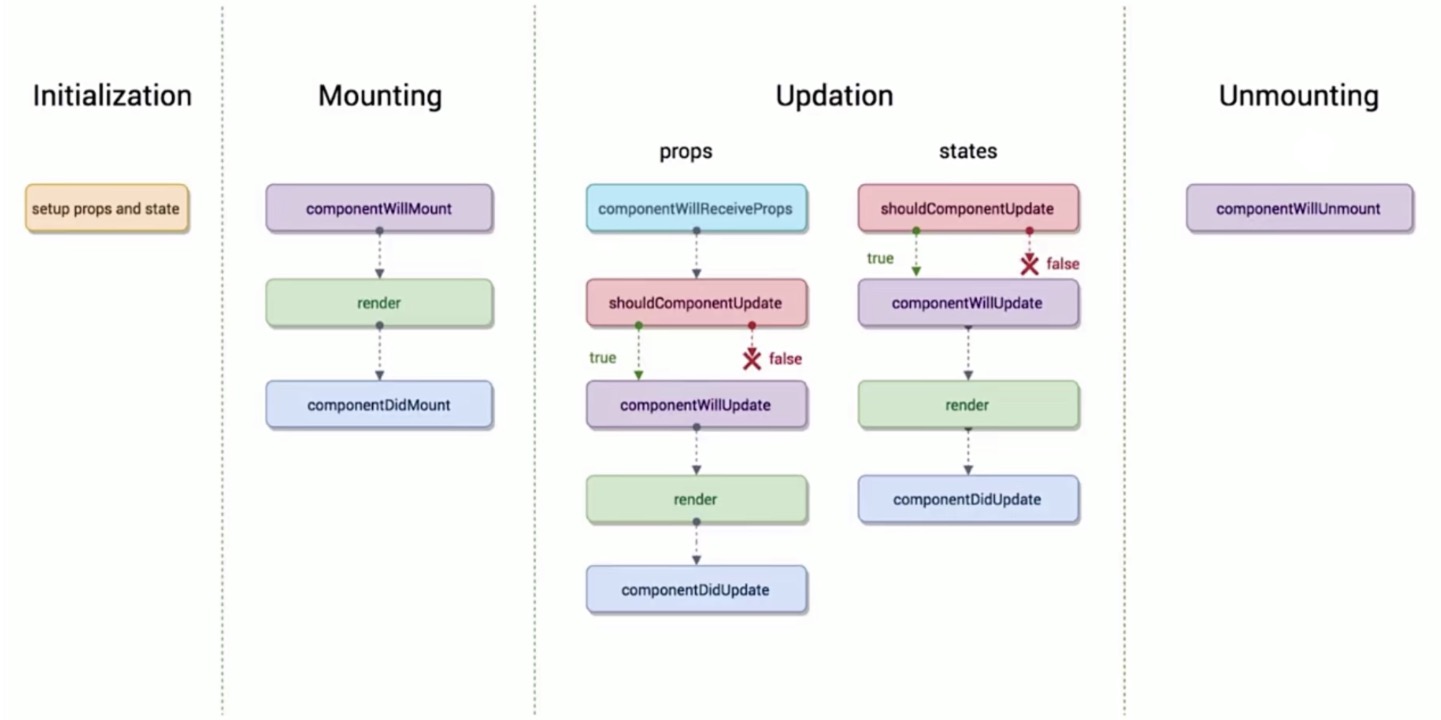 Initialization
setup props and state
Mounting
componentWillMount
render
componentDidMount
Updation
props
componentWillReceiveProps
shouldComponentUpdate
true
false
componentWillUpdate
render
componentDidUpdate
states
shouldComponentUpdate
true
false
componentWillUpdate
render
componentDidUpdate
Unmounting
componentWillUnmount